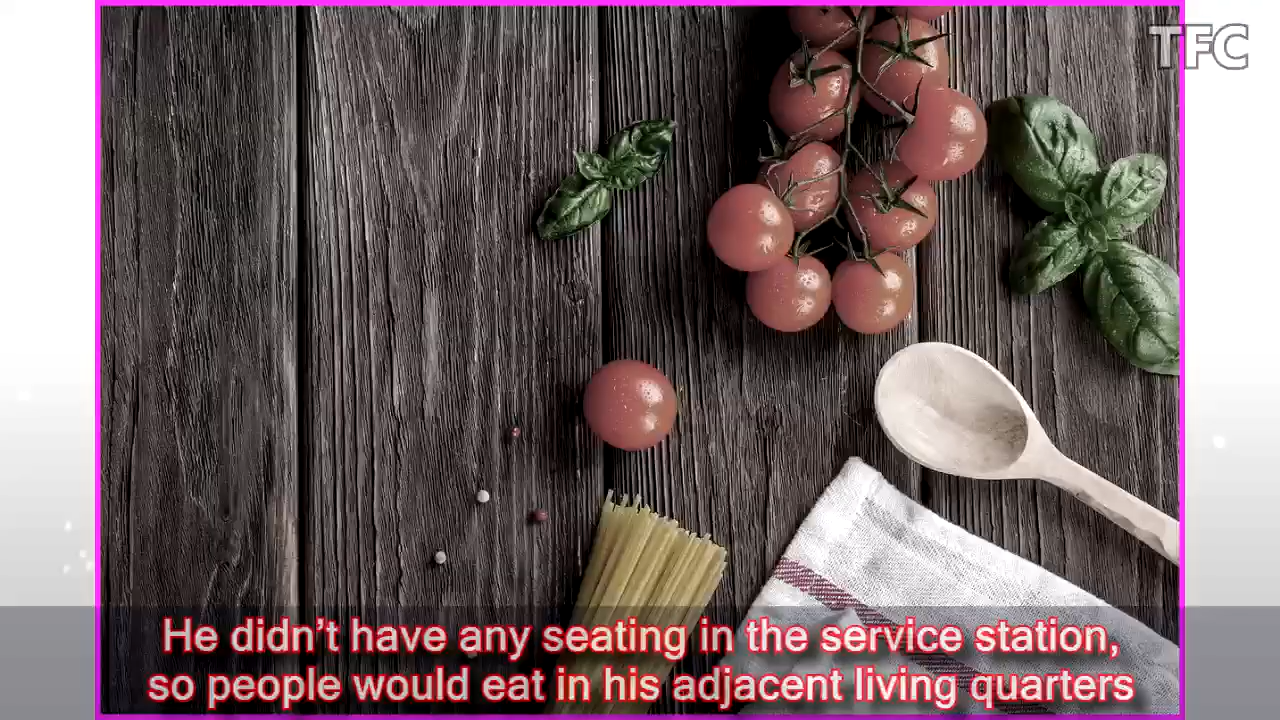 TFC
He didn’t have any seating in the service station,
so people would eat in his adjacent living quarters